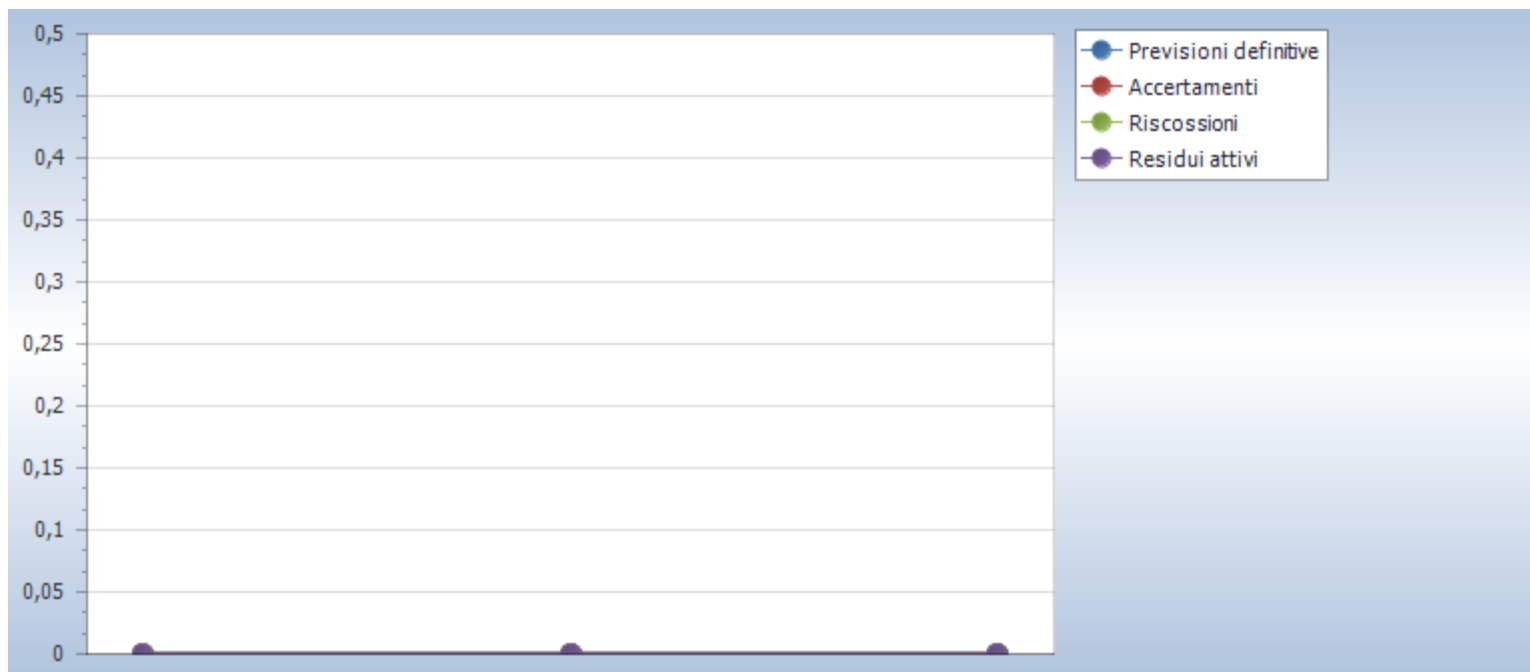 0,5
0,45
0,4
0,35
0,3
0,25
0,2
0,15
0,1
0,05
0
Previsioni definitive
Accertamenti
Riscossioni
Residui attivi